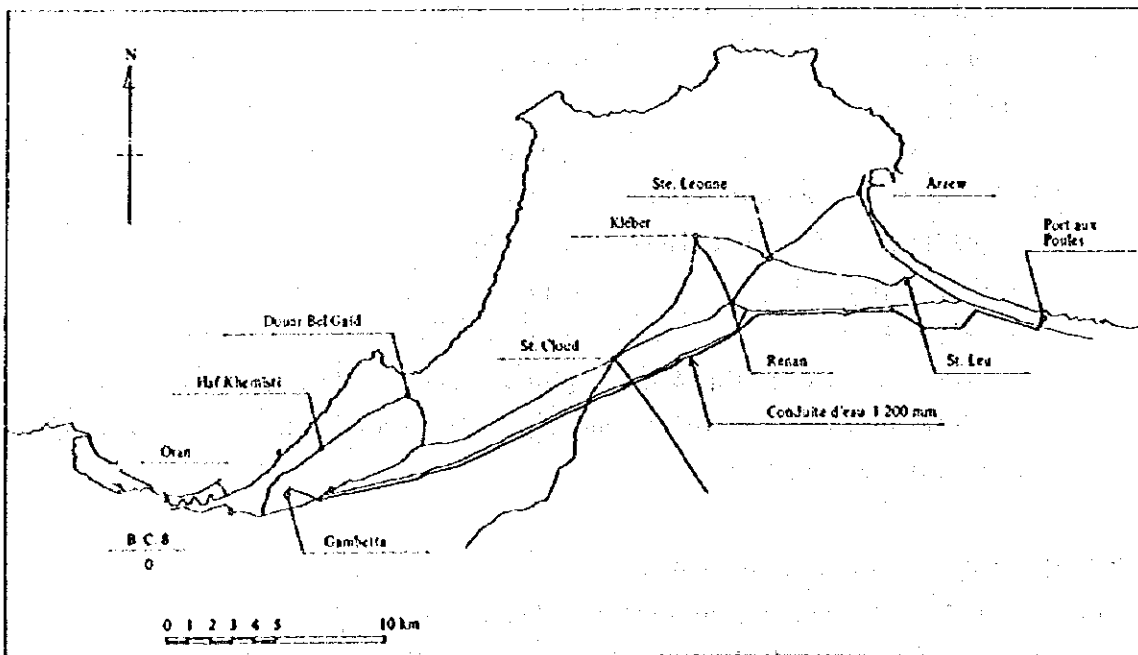 N
Ste. Leonne
Arzew
Kléber
Port aux
Poules
Douar Bel Gaïd
St. Cloud
Renan
St. Leu
Haf Khemisti
Conduite d'eau 1 200 mm
Oran
B.C.8
0
Gambetta
0 1 2 3 4 5 10 km